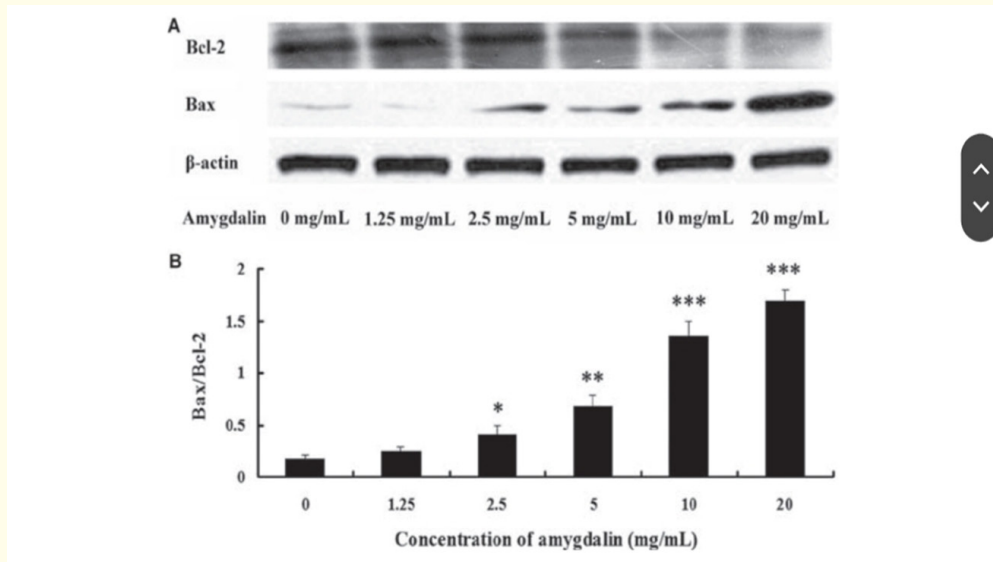 A
Bcl-2
Bax
β-actin
Amygdalin 0 mg/mL 1.25 mg/mL 2.5 mg/mL 5 mg/mL 10 mg/mL 20 mg/mL
B
Bax/Bcl-2
2
1.5
1
0.5
0
*
**
***
***
0 1.25 2.5 5 10 20
Concentration of amygdalin (mg/mL)